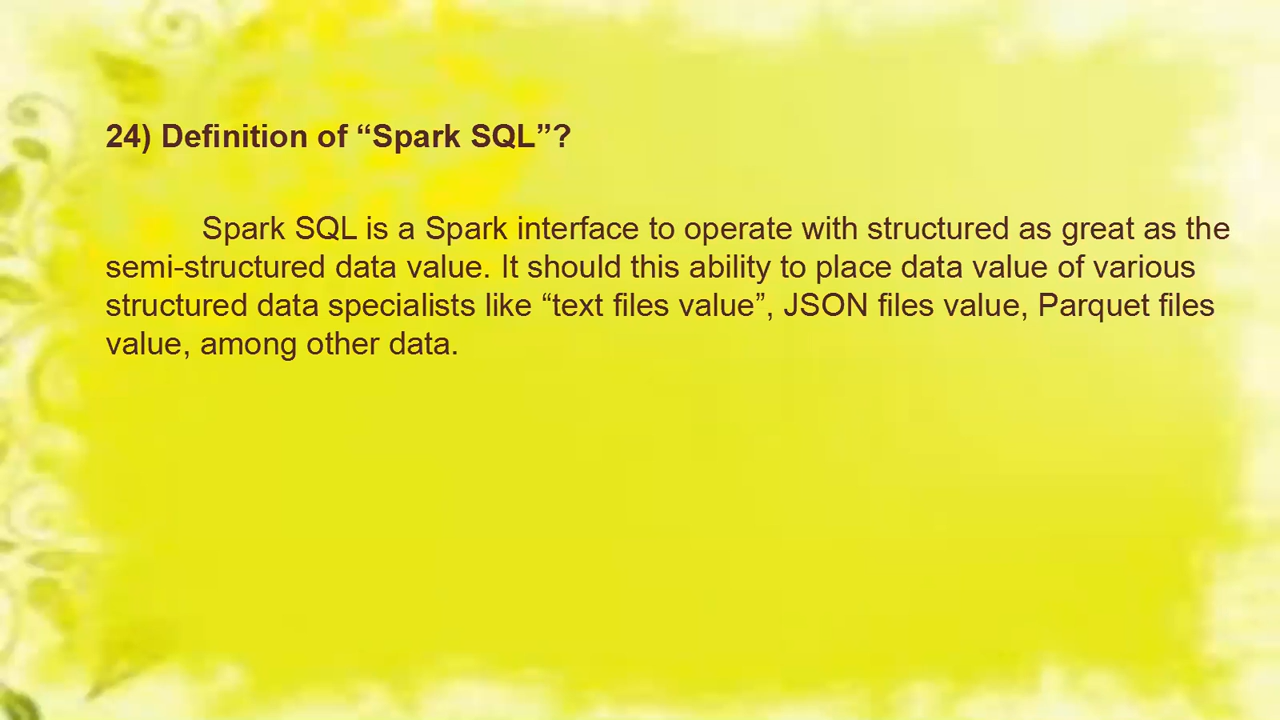 24) Definition of “Spark SQL”?
Spark SQL is a Spark interface to operate with structured as great as the
semi-structured data value. It should this ability to place data value of various
structured data specialists like “text files value”, JSON files value, Parquet files
value, among other data.